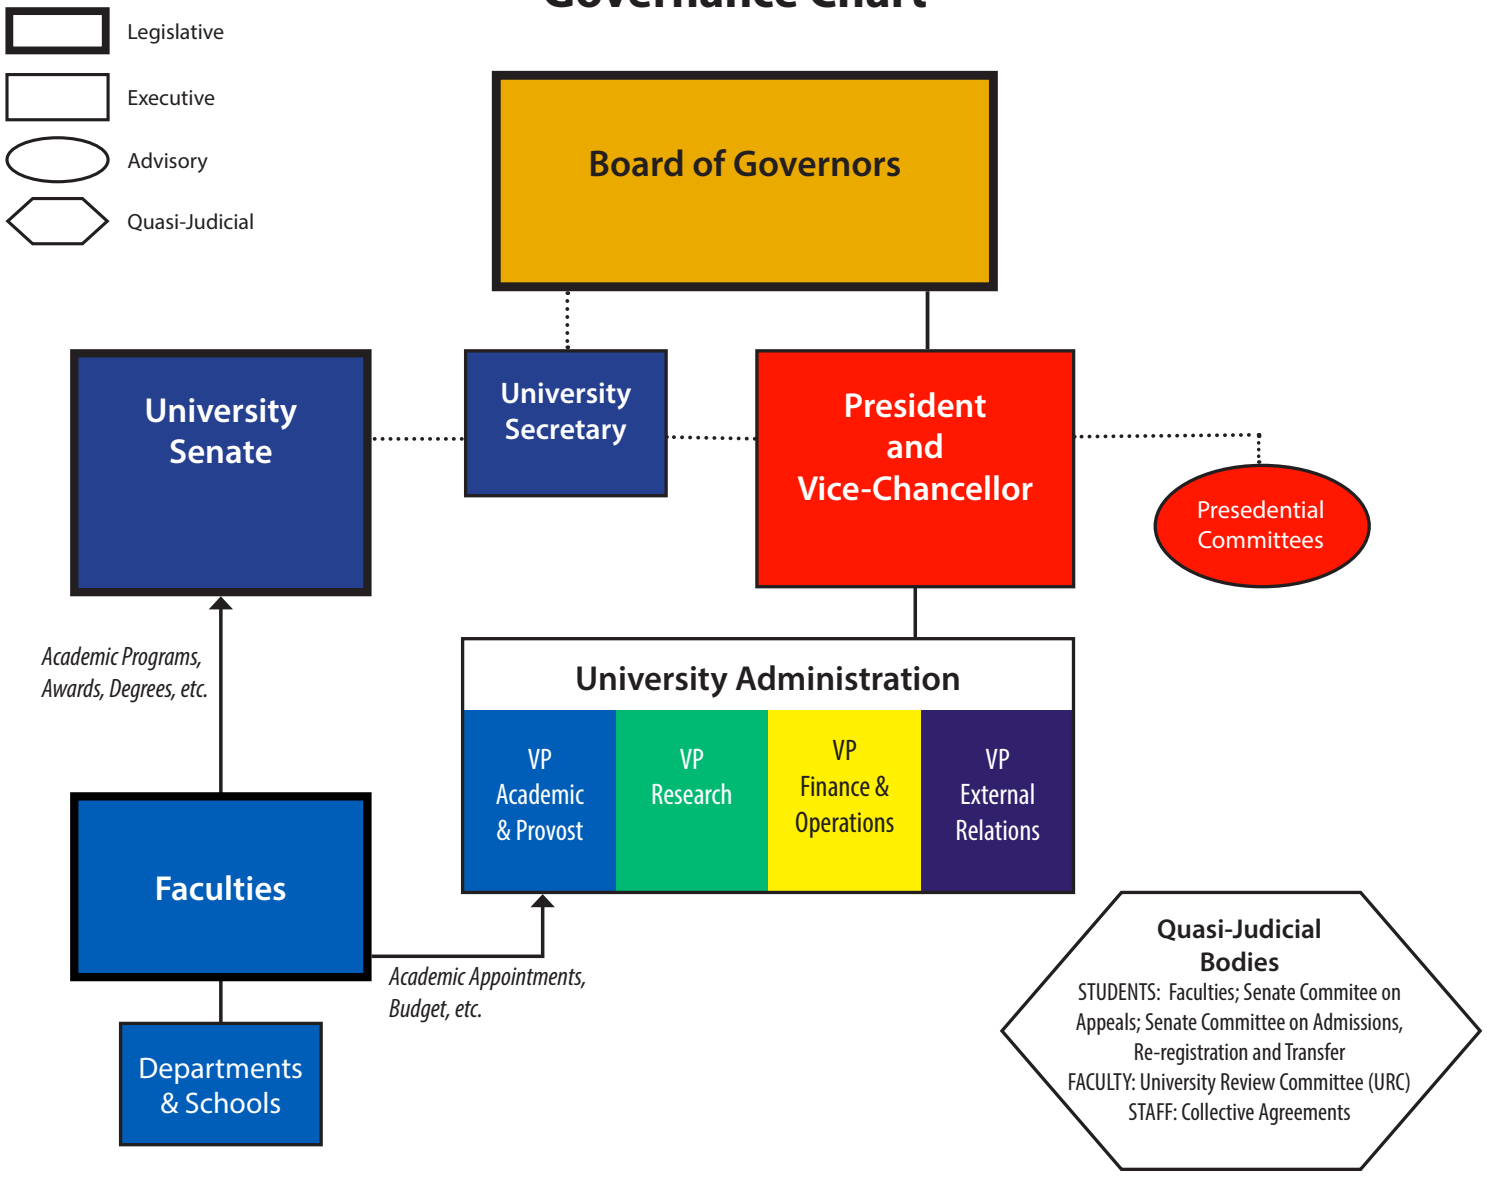 Governance Chart
Legislative
Executive
Advisory
Quasi-Judicial
Board of Governors
University
Senate
University
Secretary
President
and
Vice-Chancellor
Presedential
Committees
Academic Programs,
Awards, Degrees, etc.
University Administration
VP
Academic
& Provost
VP
Research
VP
Finance &
Operations
VP
External
Relations
Faculties
Academic Appointments,
Budget, etc.
Departments
& Schools
Quasi-Judicial
Bodies
STUDENTS: Faculties; Senate Commitee on
Appeals; Senate Committee on Admissions,
Re-registration and Transfer
FACULTY: University Review Committee (URC)
STAFF: Collective Agreements